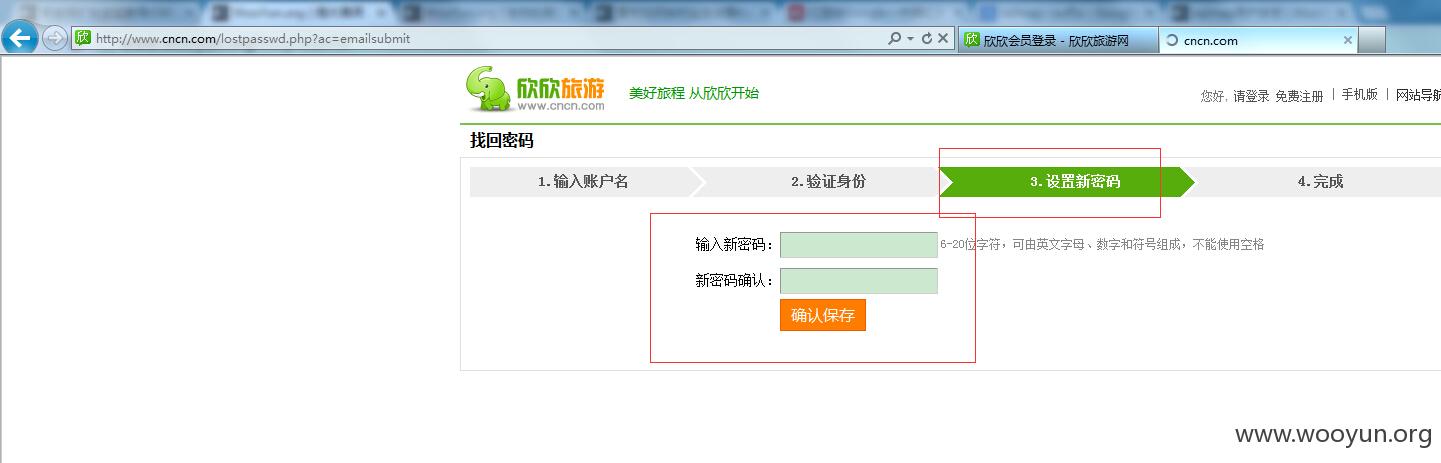 http://www.cncn.com/lostpasswd.php?ac=emailsubmit
欣欣会员登录 - 欣欣旅游网
cncn.com
欣欣旅游
www.cncn.com
美好旅程 从欣欣开始
您好, 请登录 免费注册 | 手机版 | 网站导航
找回密码
1.输入账户名
2.验证身份
3.设置新密码
4.完成
输入新密码：
6-20位字符，可由英文字母、数字和符号组成，不能使用空格
新密码确认：
确认保存
www.wooyun.org